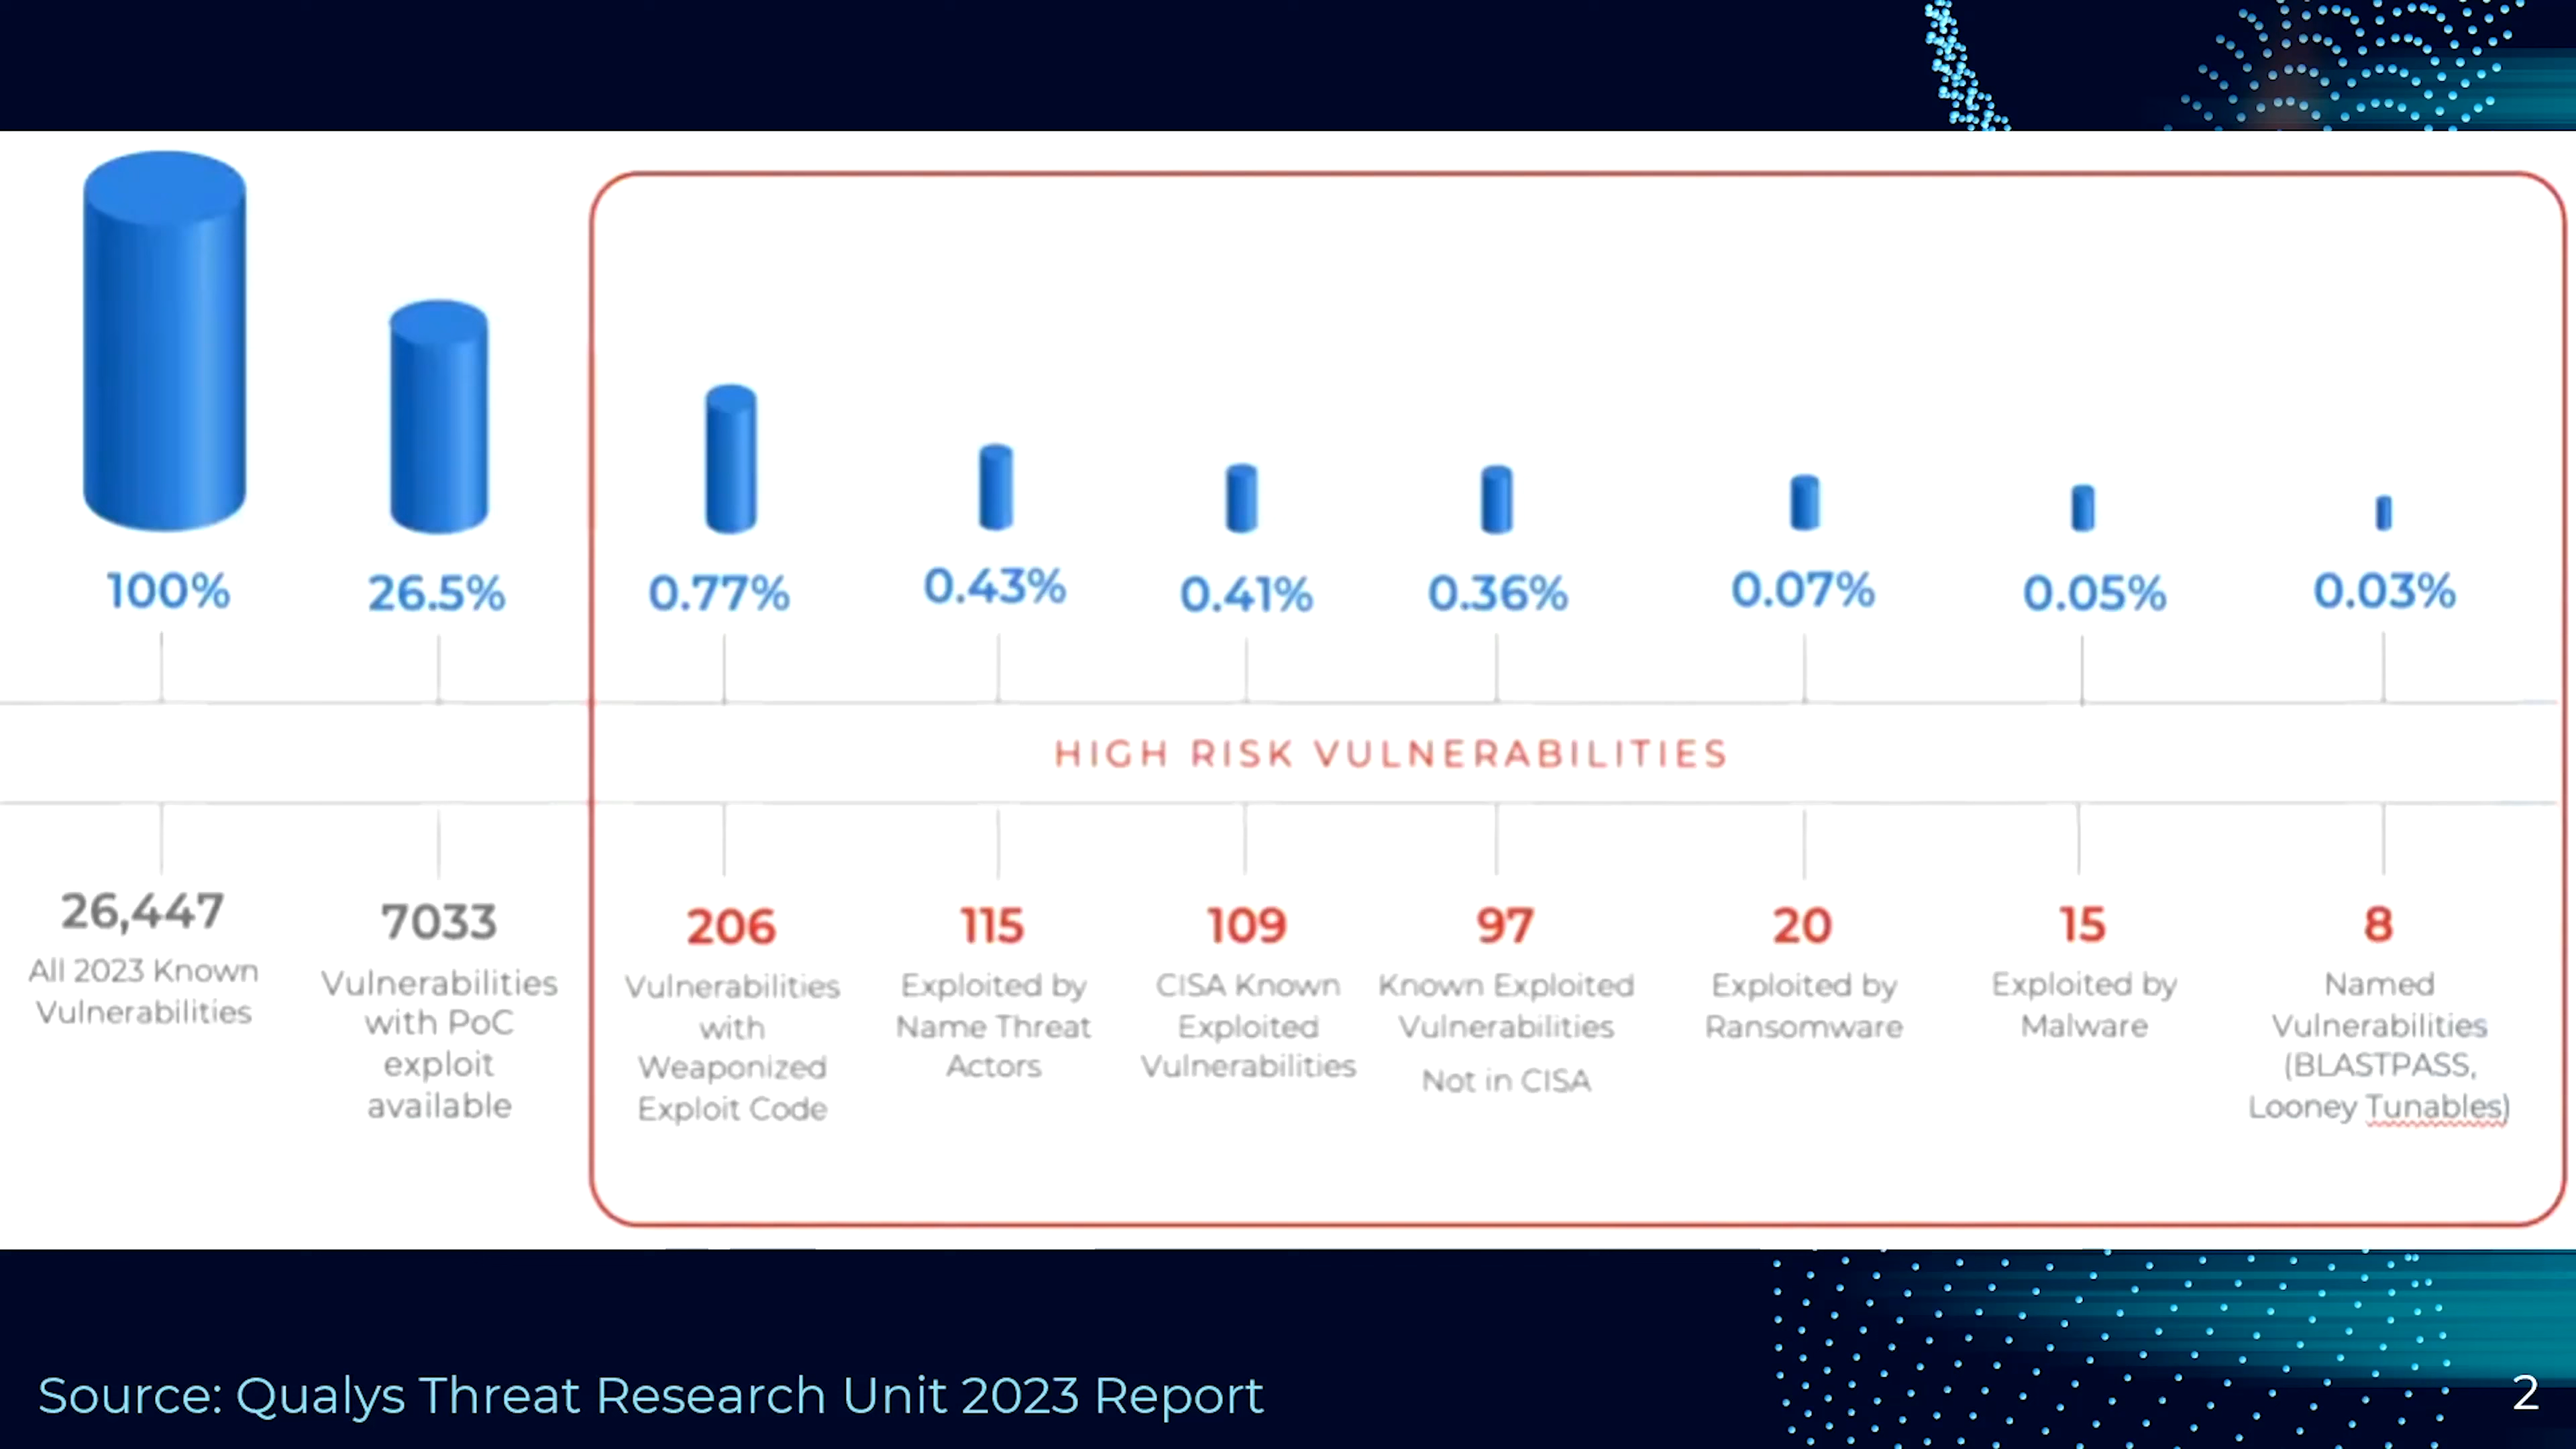 100%
26.5%
0.77%
0.43%
0.41%
0.36%
0.07%
0.05%
0.03%
HIGH RISK VULNERABILITIES
26,447
All 2023 Known
Vulnerabilities
7033
Vulnerabilities
with PoC
exploit
available
206
Vulnerabilities
with
Weaponized
Exploit Code
115
Exploited by
Name Threat
Actors
109
CISA Known
Exploited
Vulnerabilities
97
Known Exploited
Vulnerabilities
Not in CISA
20
Exploited by
Ransomware
15
Exploited by
Malware
8
Named
Vulnerabilities
(BLASTPASS,
Looney Tunables)
Source: Qualys Threat Research Unit 2023 Report
2